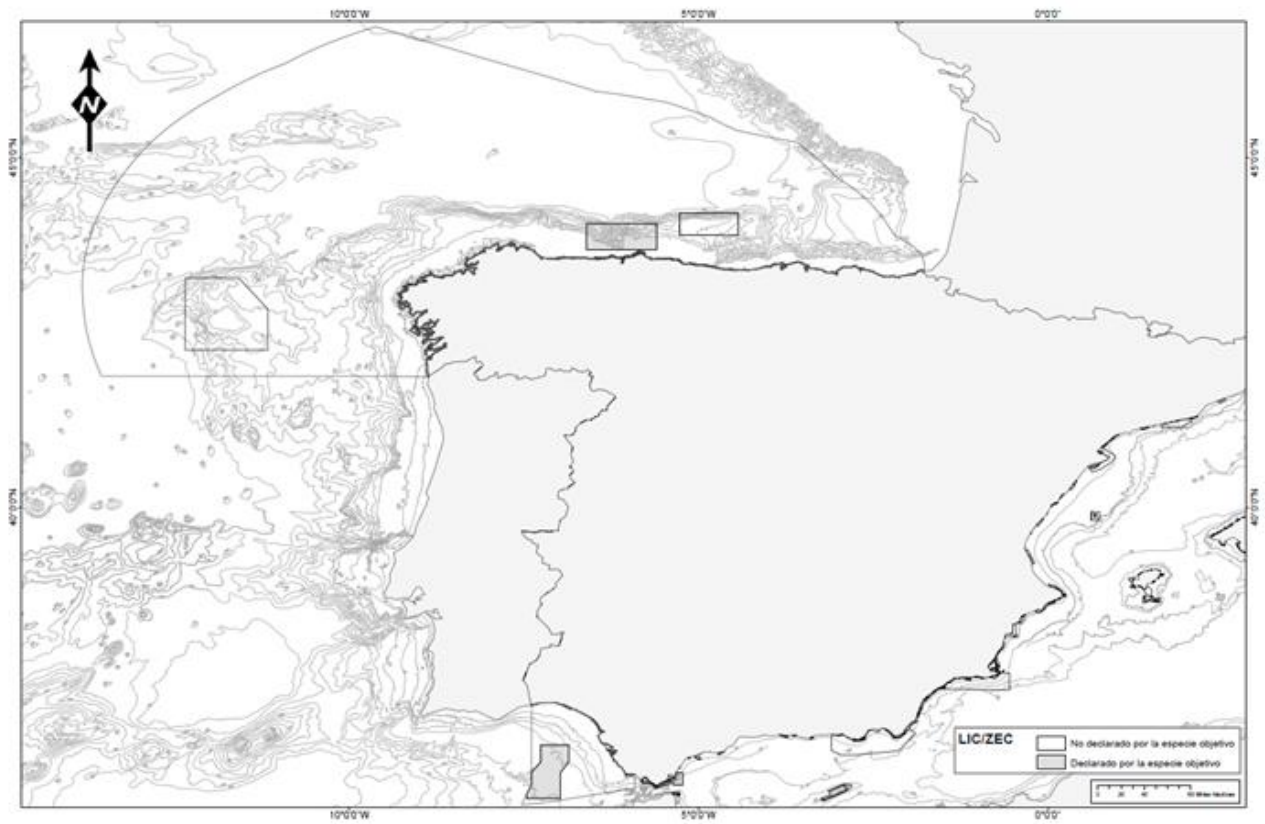 10°0'0"W 5°0'0"W 0°0'0"
N
45°0'0"N 45°0'0"N
40°0'0"N 40°0'0"N
LIC/ZEC
No declarado por la especie objetivo
Declarado por la especie objetivo
10°0'0"W 5°0'0"W 0°0'0"